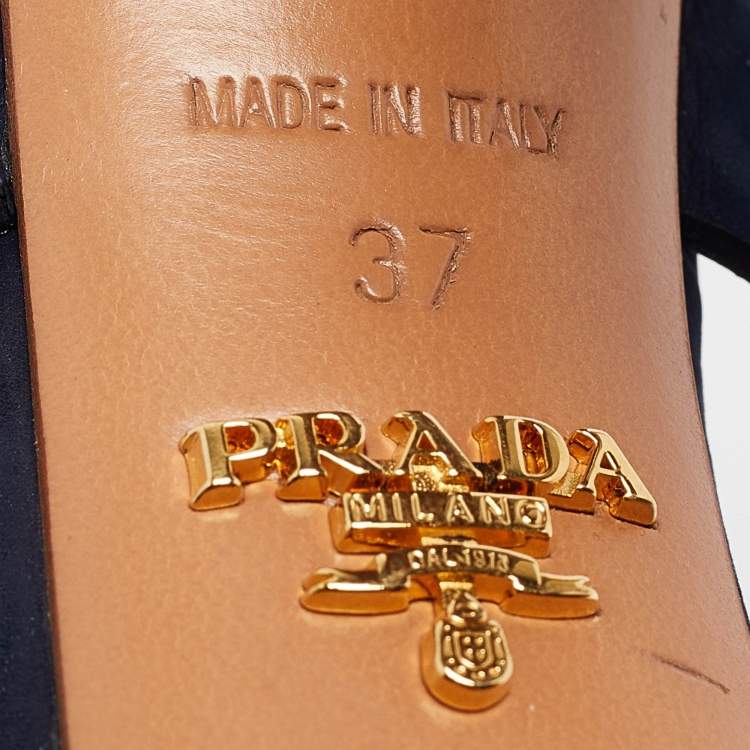 MADE IN ITALY
37
PRADA
MILANO
DAL 1913